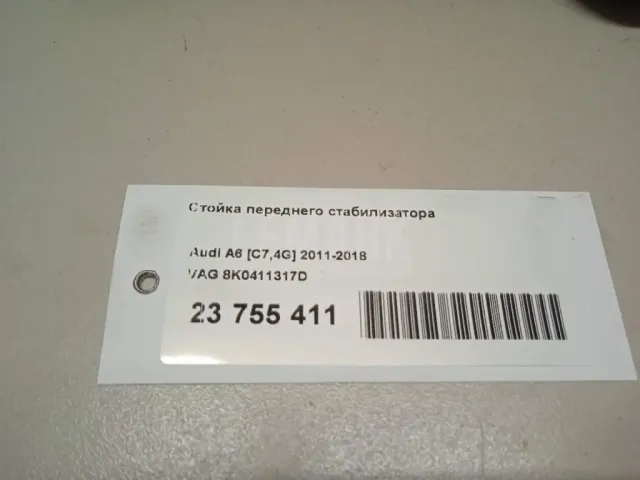 Стойка переднего стабилизатора
Audi A6 [C7,4G] 2011-2018
VAG 8K0411317D
23 755 411